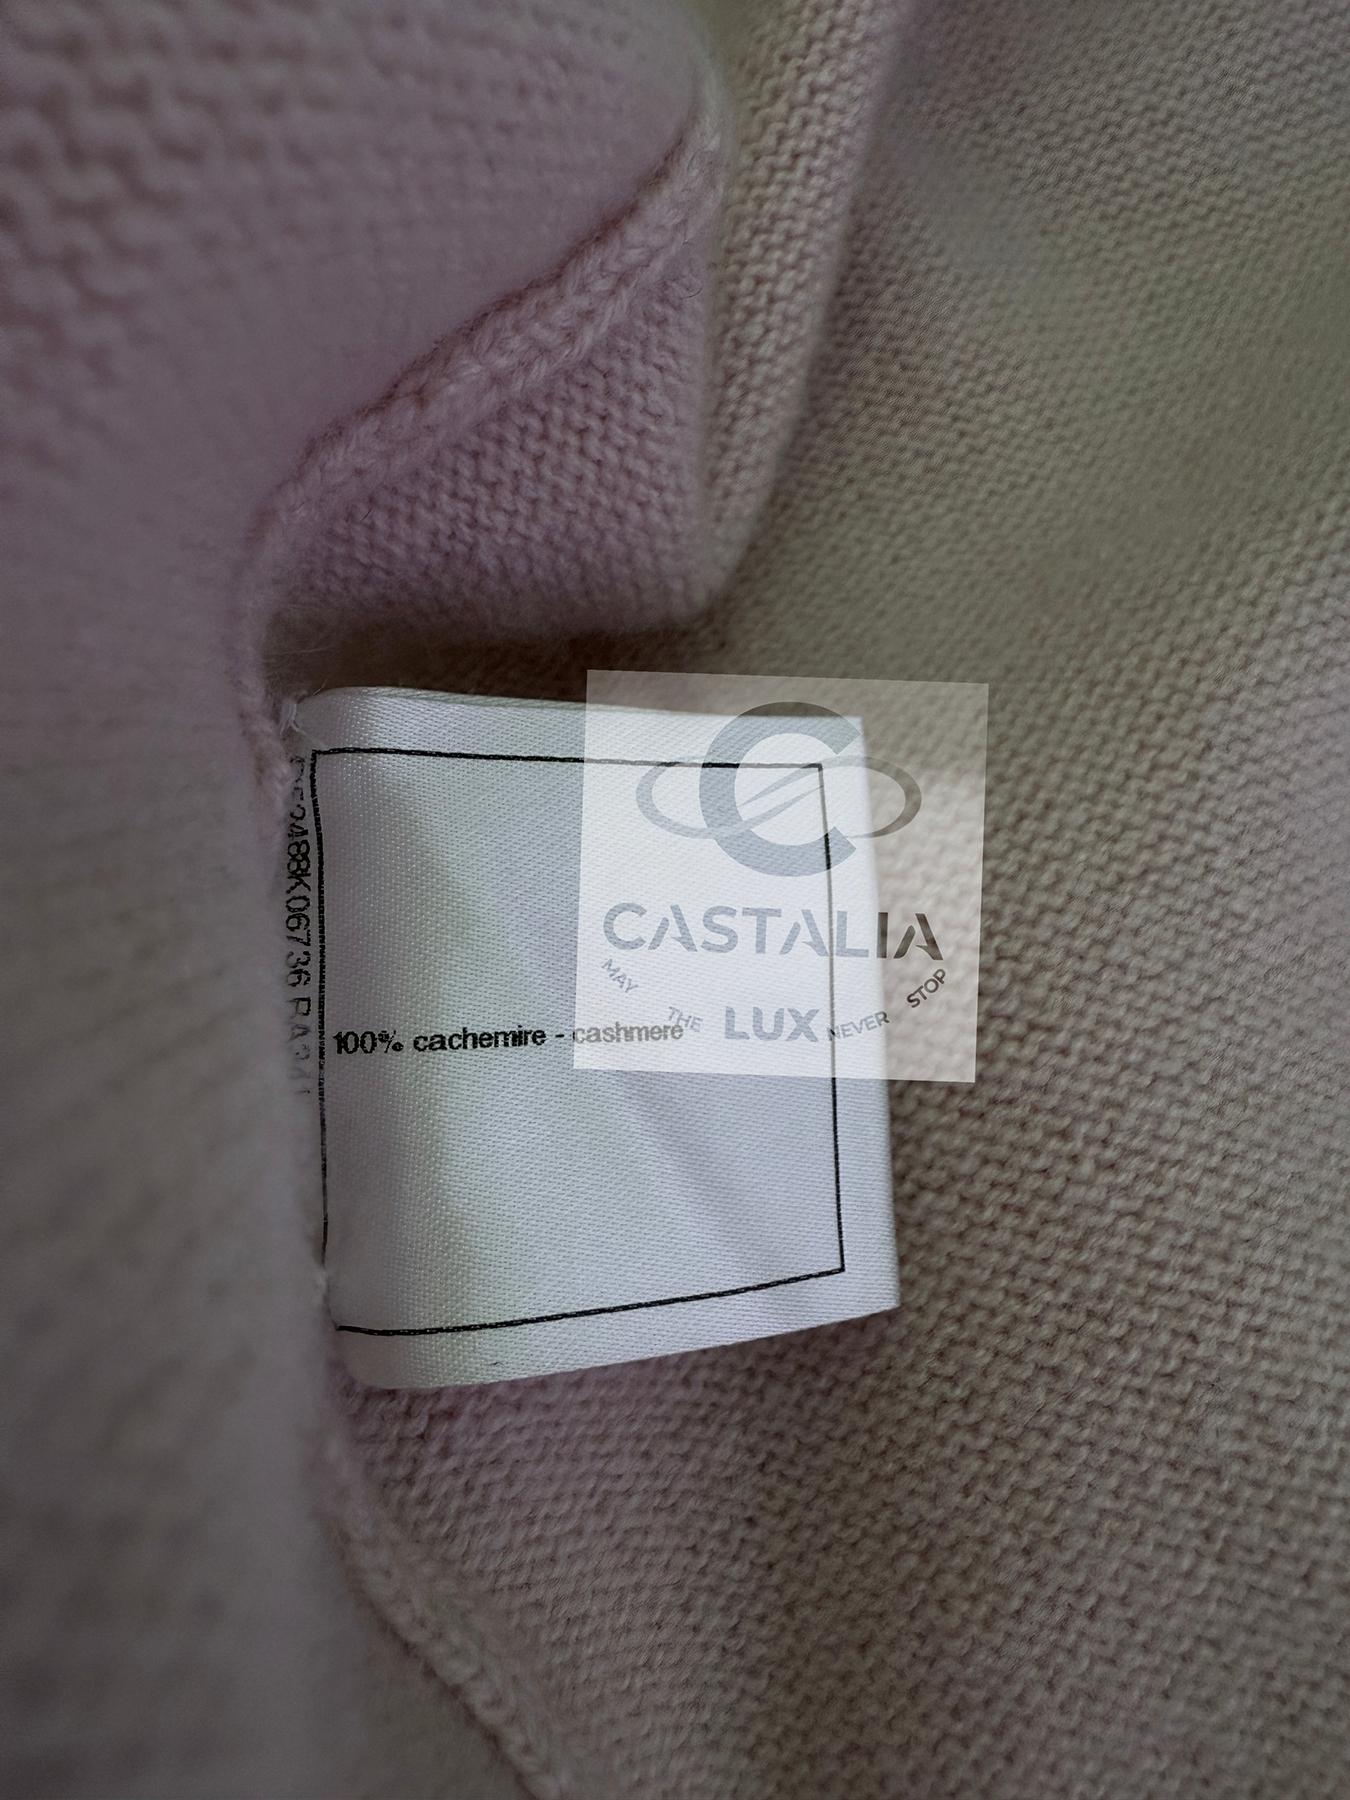 100% cachemire - cashmere
CASTALIA
MAY THE LUX NEVER STOP